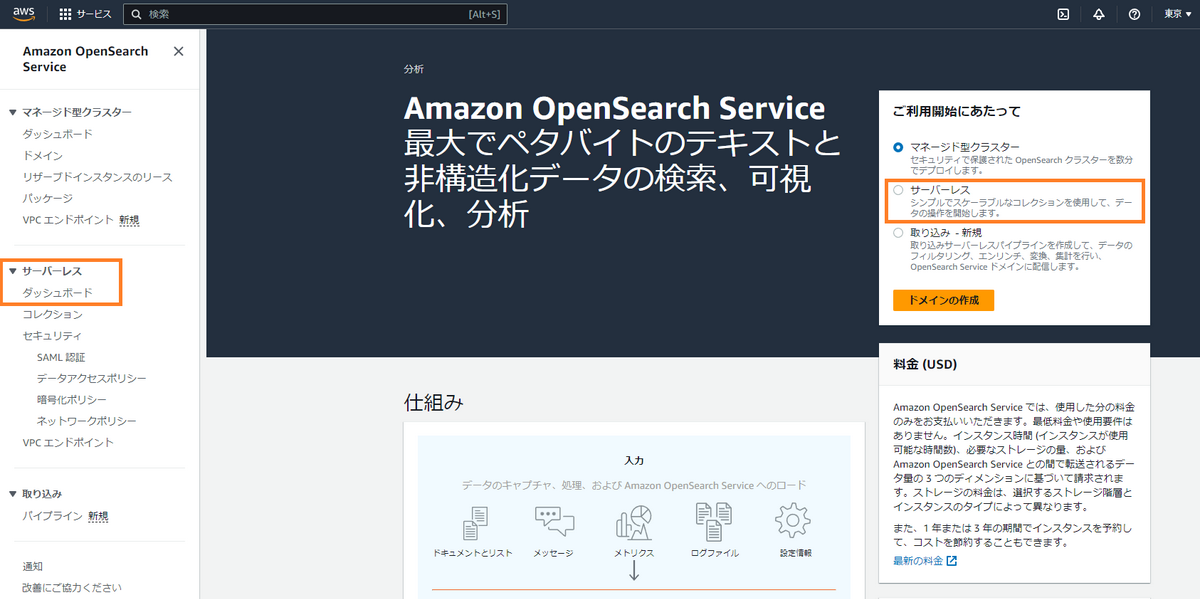 aws
サービス
検索
[Alt+S]
東京
Amazon OpenSearch
Service
マネージド型クラスター
ダッシュボード
ドメイン
リザーブドインスタンスのリース
パッケージ
VPC エンドポイント 新規
サーバーレス
ダッシュボード
コレクション
セキュリティ
SAML 認証
データアクセスポリシー
暗号化ポリシー
ネットワークポリシー
VPC エンドポイント
取り込み
パイプライン 新規
通知
改善にご協力ください
分析
Amazon OpenSearch Service
最大でペタバイトのテキストと
非構造化データの検索、可視
化、分析
ご利用開始にあたって
マネージド型クラスター
セキュリティで保護された OpenSearch クラスターを数分
でデプロイします。
サーバーレス
シンプルでスケーラブルなコレクションを使用して、デー
タの操作を開始します。
取り込み - 新規
取り込みサーバーレスパイプラインを作成して、データの
フィルタリング、エンリンチ、変換、集計を行い、
OpenSearch Service ドメインに配信します。
ドメインの作成
仕組み
入力
データのキャプチャ、処理、および Amazon OpenSearch Service へのロード
ドキュメントとリスト
メッセージ
メトリクス
ログファイル
設定情報
料金 (USD)
Amazon OpenSearch Service では、使用した分の料金
のみをお支払いいただきます。最低料金や使用要件は
ありません。インスタンス時間 (インスタンスが使用
可能な時間数)、必要なストレージの量、および
Amazon OpenSearch Service との間で転送されるデー
タ量の 3 つのディメンションに基づいて請求されま
す。ストレージの料金は、選択するストレージ階層と
インスタンスのタイプによって異なります。
また、1 年または 3 年の期間でインスタンスを予約し
て、コストを節約することもできます。
最新の料金